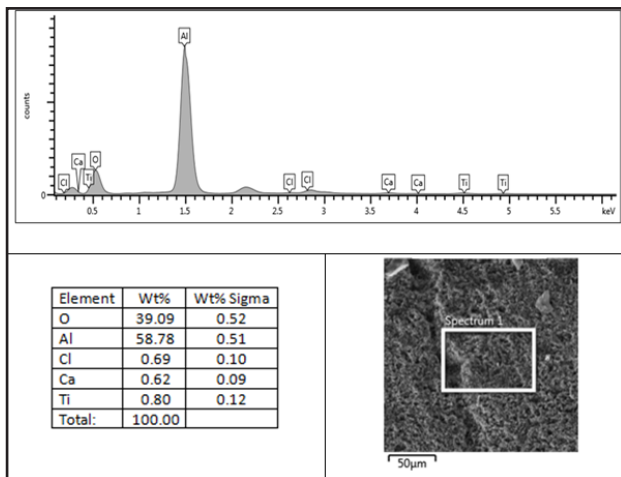 Al
Ca
Cl
Ti
O
Cl
Cl
Ca
Ca
Ti
Ti
counts
0
0.5 1 1.5 2 2.5 3 3.5 4 4.5 5 5.5 keV
Element Wt% Wt% Sigma
O 39.09 0.52
Al 58.78 0.51
Cl 0.69 0.10
Ca 0.62 0.09
Ti 0.80 0.12
Total: 100.00
Spectrum 1
50µm